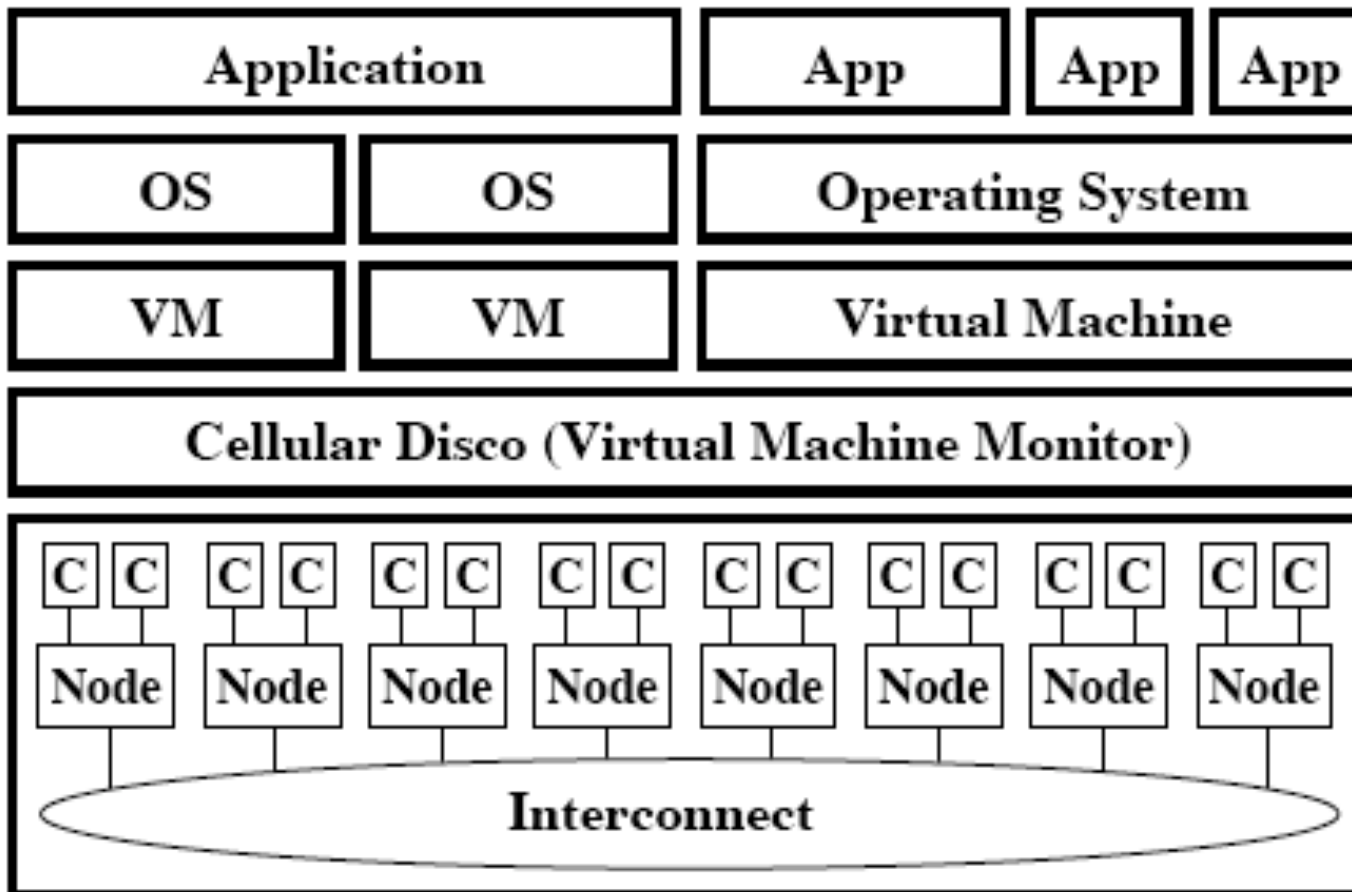 Application App App App
OS OS Operating System
VM VM Virtual Machine
Cellular Disco (Virtual Machine Monitor)
C C C C C C C C C C C C C C C C
Node Node Node Node Node Node Node Node
Interconnect